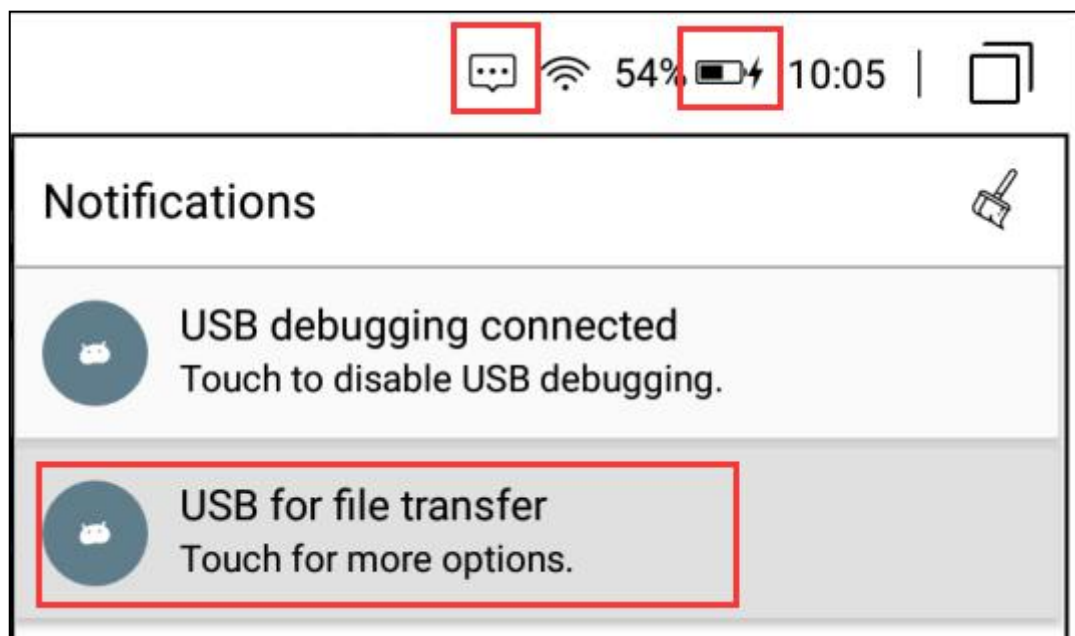 54% 10:05
Notifications
USB debugging connected
Touch to disable USB debugging.
USB for file transfer
Touch for more options.